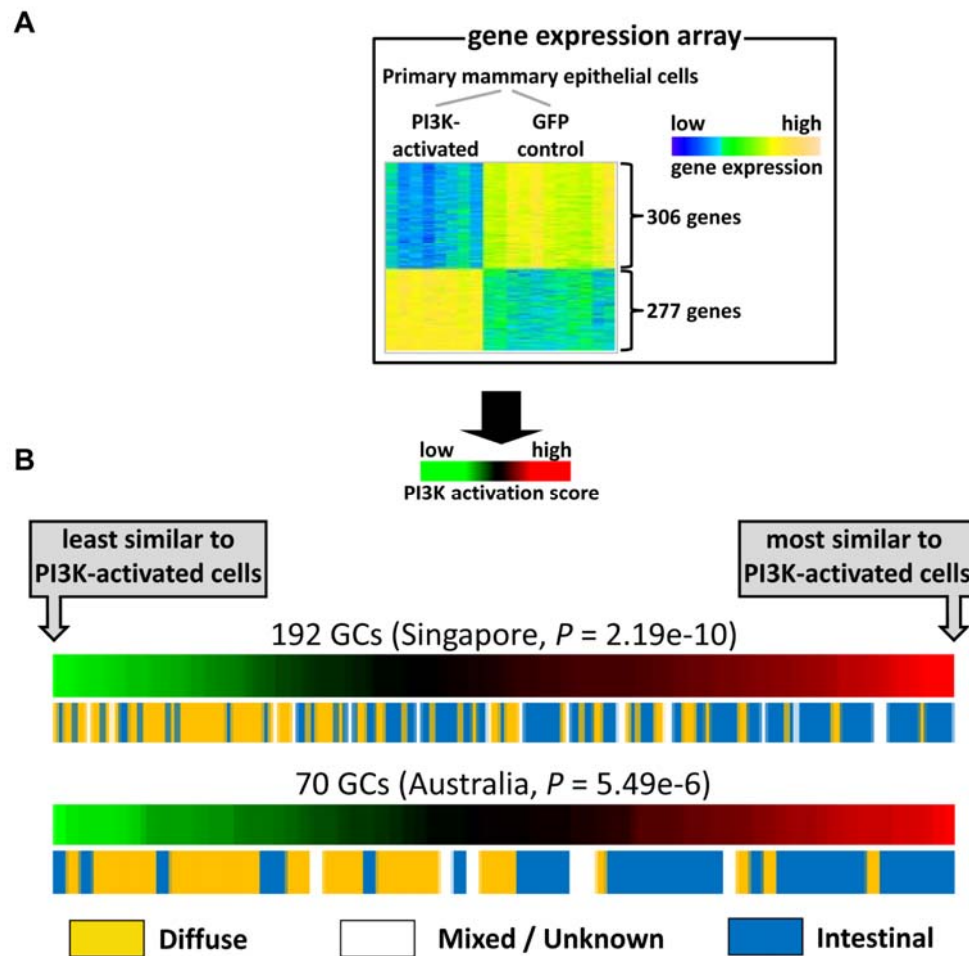 A
gene expression array
Primary mammary epithelial cells
PI3K-
activated
GFP
control
low
high
gene expression
306 genes
277 genes
B
low
high
PI3K activation score
least similar to
PI3K-activated cells
most similar to
PI3K-activated cells
192 GCs (Singapore, P = 2.19e-10)
70 GCs (Australia, P = 5.49e-6)
Diffuse
Mixed / Unknown
Intestinal